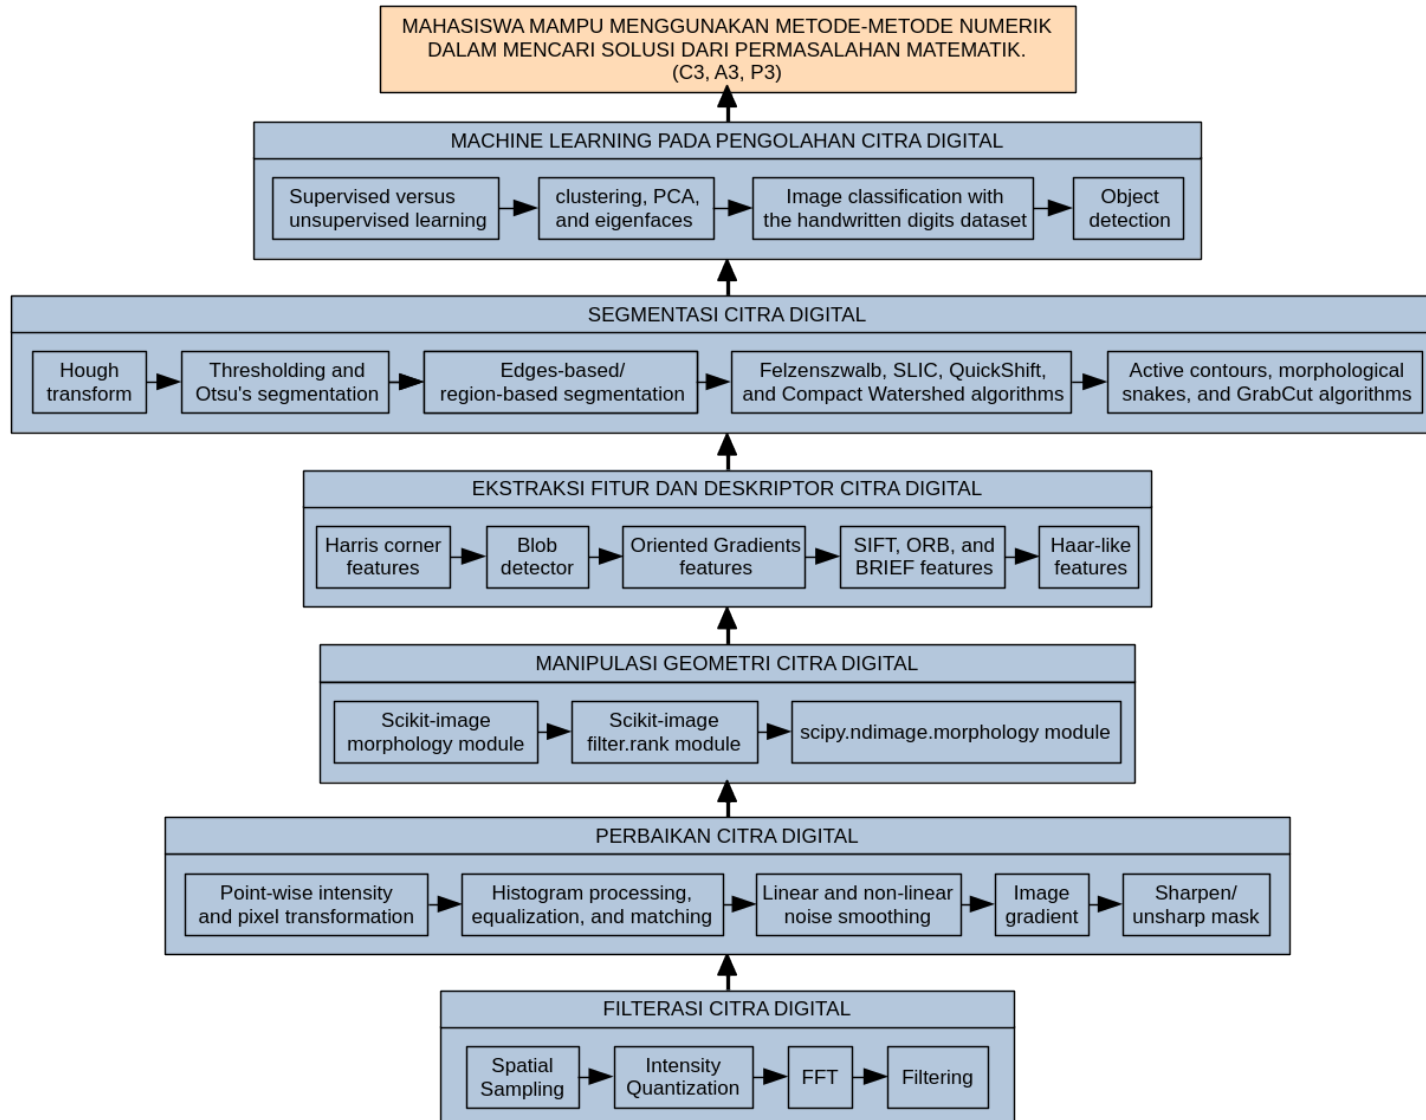 MAHASISWA MAMPU MENGGUNAKAN METODE-METODE NUMERIK
DALAM MENCARI SOLUSI DARI PERMASALAHAN MATEMATIK.
(C3, A3, P3)
MACHINE LEARNING PADA PENGOLAHAN CITRA DIGITAL
Supervised versus
unsupervised learning
clustering, PCA,
and eigenfaces
Image classification with
the handwritten digits dataset
Object
detection
SEGMENTASI CITRA DIGITAL
Hough
transform
Thresholding and
Otsu's segmentation
Edges-based/
region-based segmentation
Felzenszwalb, SLIC, QuickShift,
and Compact Watershed algorithms
Active contours, morphological
snakes, and GrabCut algorithms
EKSTRAKSI FITUR DAN DESKRIPTOR CITRA DIGITAL
Harris corner
features
Blob
detector
Oriented Gradients
features
SIFT, ORB, and
BRIEF features
Haar-like
features
MANIPULASI GEOMETRI CITRA DIGITAL
Scikit-image
morphology module
Scikit-image
filter.rank module
scipy.ndimage.morphology module
PERBAIKAN CITRA DIGITAL
Point-wise intensity
and pixel transformation
Histogram processing,
equalization, and matching
Linear and non-linear
noise smoothing
Image
gradient
Sharpen/
unsharp mask
FILTERASI CITRA DIGITAL
Spatial
Sampling
Intensity
Quantization
FFT
Filtering